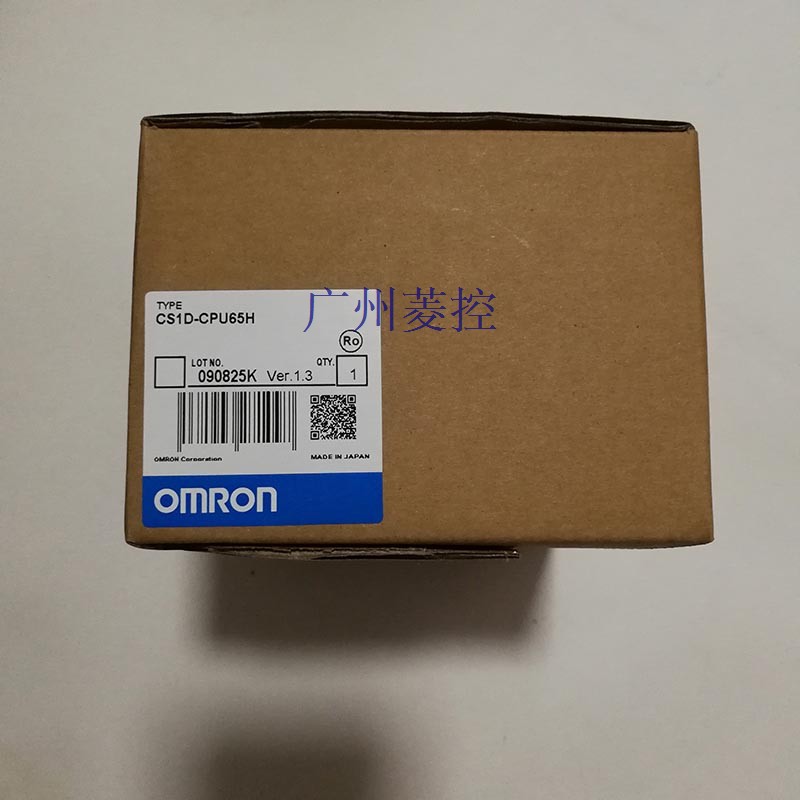 TYPE
CS1D-CPU65H
广州菱控
Ro
LOT NO.
QTY.
090825K Ver.1.3
1
OMRON Corporation
MADE IN JAPAN
OMRON